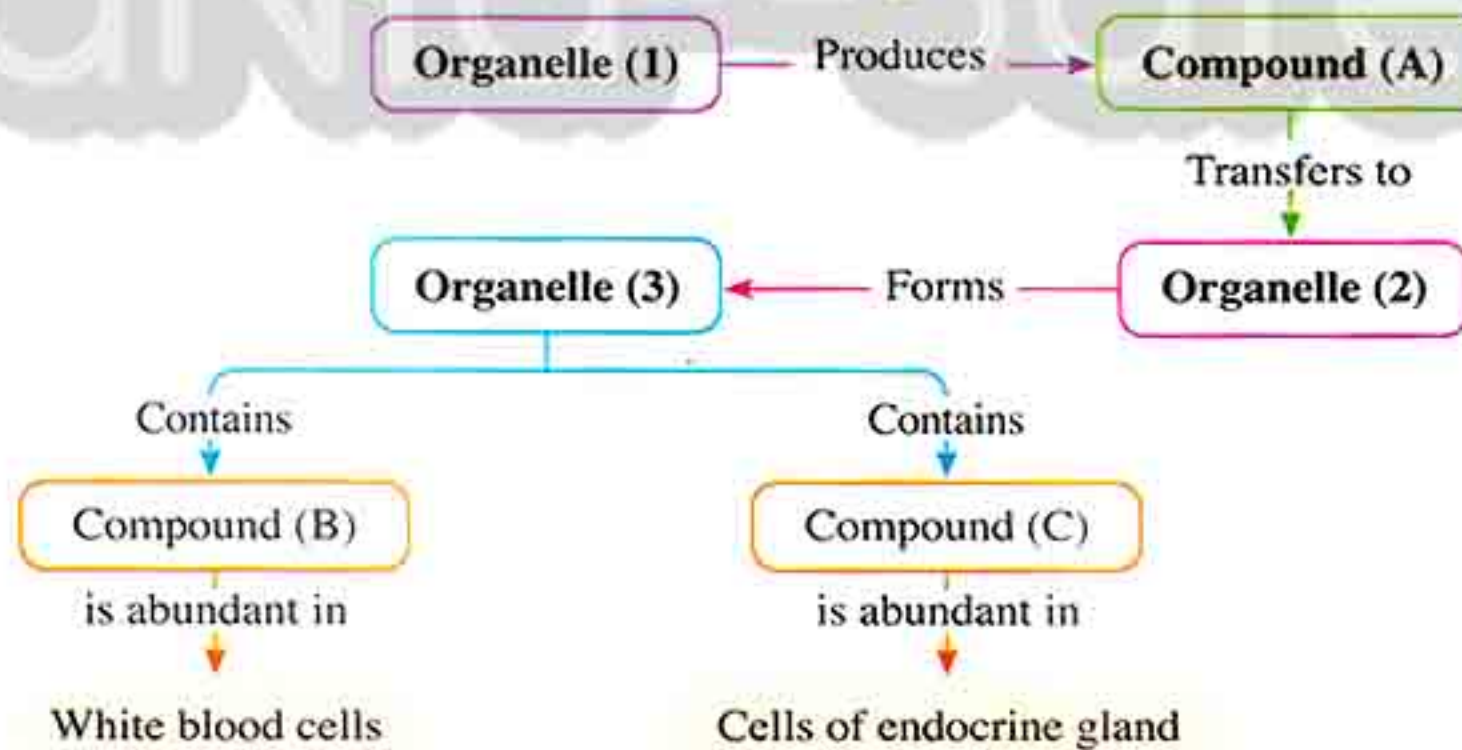 Organelle (1) Produces Compound (A)
Transfers to
Organelle (3) Forms Organelle (2)
Contains Contains
Compound (B) Compound (C)
is abundant in is abundant in
White blood cells Cells of endocrine gland